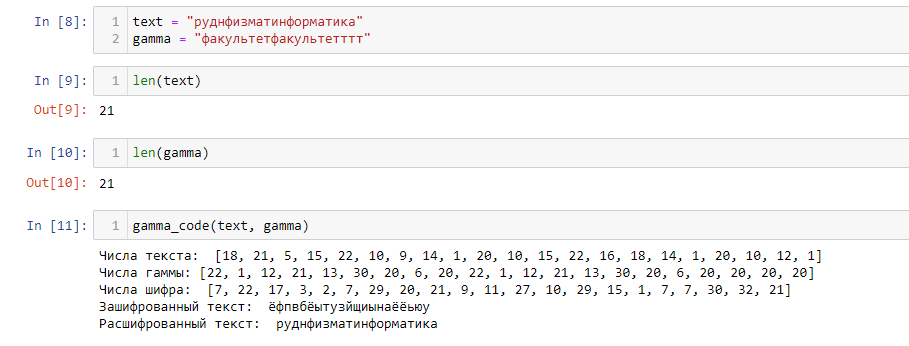 In [8]: 1 text = "руднфизматинформатика"
2 gamma = "факультетфакультетттт"
In [9]: 1 len(text)
Out[9]: 21
In [10]: 1 len(gamma)
Out[10]: 21
In [11]: 1 gamma_code(text, gamma)
Числа текста: [18, 21, 5, 15, 22, 10, 9, 14, 1, 20, 10, 15, 22, 16, 18, 14, 1, 20, 10, 12, 1]
Числа гаммы: [22, 1, 12, 21, 13, 30, 20, 6, 20, 22, 1, 12, 21, 13, 30, 20, 6, 20, 20, 20, 20]
Числа шифра: [7, 22, 17, 3, 2, 7, 29, 20, 21, 9, 11, 27, 10, 29, 15, 1, 7, 7, 30, 32, 21]
Зашифрованный текст: ёфпвбёытузйщиынаёёьюу
Расшифрованный текст: руднфизматинформатика